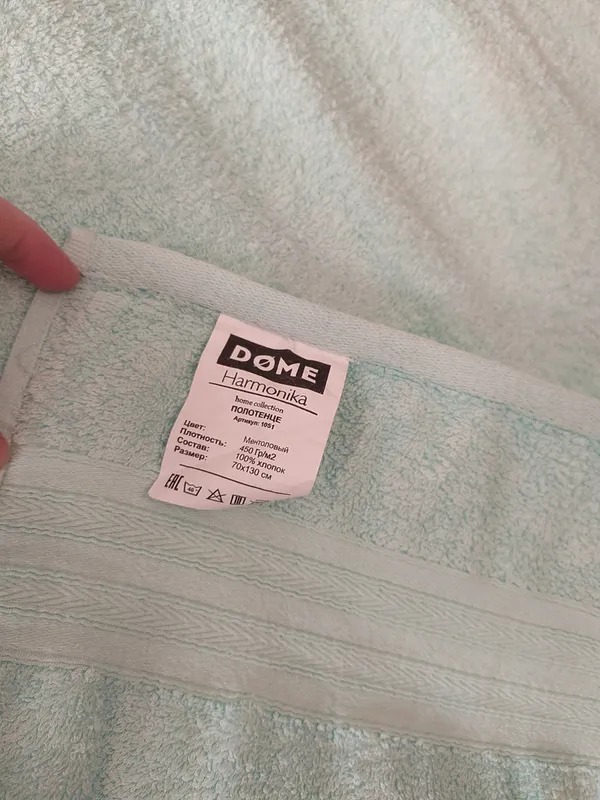 DØME
Harmonika
home collection
ПОЛОТЕНЦЕ
Артикул: 1051
Цвет: Ментоловый
Плотность: 450 Гр/м2
Состав: 100% хлопок
Размер: 70х130 см
EAC 40